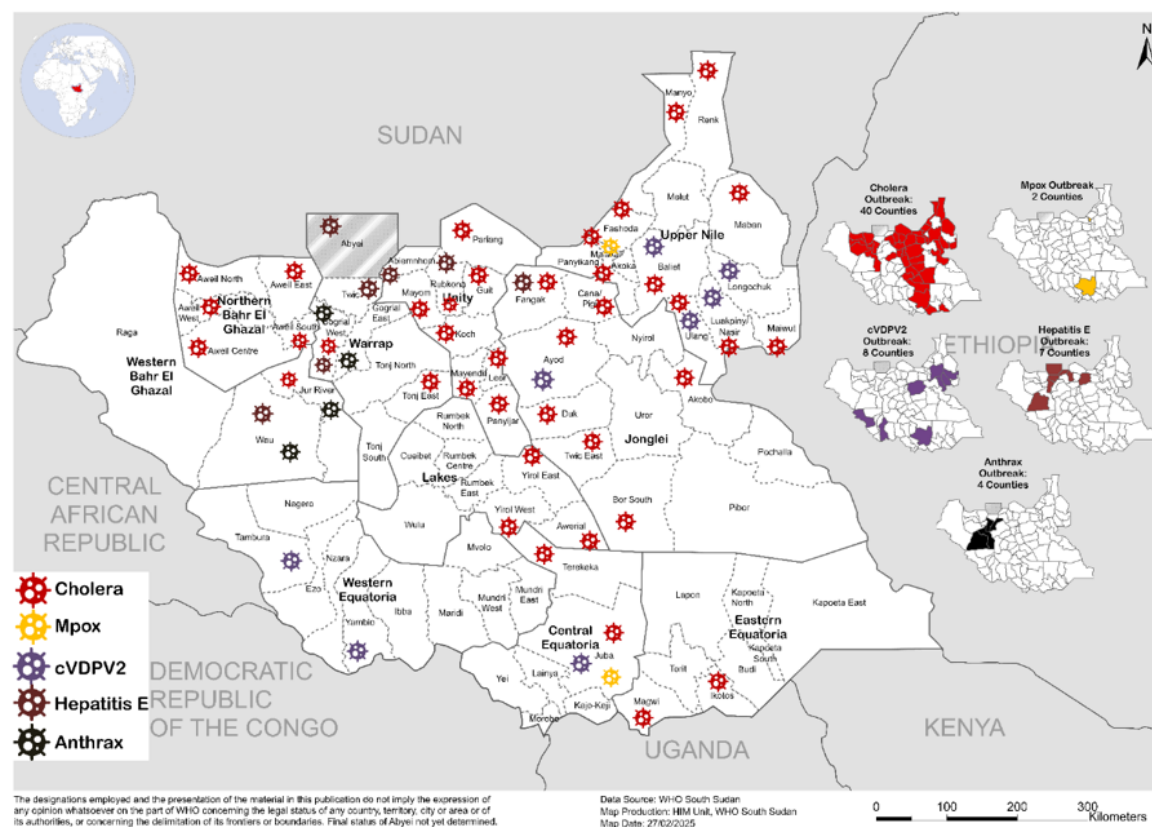 N
SUDAN
Manyo
Renk
Melut
Maban
Fashoda
Upper Nile
Panyikang
Akoka
Baliet
Longochuk
Luakpiny/
Nasir
Maiwut
Ulang
Abyei
Pariang
Abiemnhom
Rubkona
Guit
Unity
Mayom
Twic
Gogrial
East
Gogrial
West
Warrap
Koch
Mayendit
Leer
Panyijar
Fangak
Canal/
Pigi
Nyirol
Ayod
Akobo
Uror
Duk
Jonglei
Twic East
Pochalla
Pibor
Bor South
Aweil North
Aweil East
Northern
Bahr El
Ghazal
Aweil
West
Aweil South
Aweil Centre
Raga
Western
Bahr El
Ghazal
Jur River
Wau
Tonj North
Tonj East
Tonj
South
Rumbek
North
Cueibet
Rumbek
Centre
Lakes
Rumbek
East
Yirol East
Yirol West
Awerial
Wulu
CENTRAL
AFRICAN
REPUBLIC
Nagero
Tambura
Nzara
Ezo
Western
Equatoria
Yambio
Ibba
Maridi
Mvolo
Mundri
West
Mundri
East
Terekeka
Central
Equatoria
Juba
Lainya
Yei
Kajo-Keji
Morobo
Lapon
Kapoeta
North
Kapoeta East
Eastern
Equatoria
Kapoeta
South
Budi
Torit
Ikotos
Magwi
DEMOCRATIC
REPUBLIC
OF THE CONGO
UGANDA
KENYA
ETHIOPIA
Cholera
Outbreak:
40 Counties
Mpox Outbreak
2 Counties
cVDPV2
Outbreak:
8 Counties
Hepatitis E
Outbreak:
7 Counties
Anthrax
Outbreak:
4 Counties
Cholera
Mpox
cVDPV2
Hepatitis E
Anthrax
The designations employed and the presentation of the material in this publication do not imply the expression of
any opinion whatsoever on the part of WHO concerning the legal status of any country, territory, city or area or of
its authorities, or concerning the delimitation of its frontiers or boundaries. Final status of Abyei not yet determined.
Data Source: WHO South Sudan
Map Production: HIM Unit, WHO South Sudan
Map Date: 27/02/2025
0 100 200 300
Kilometers